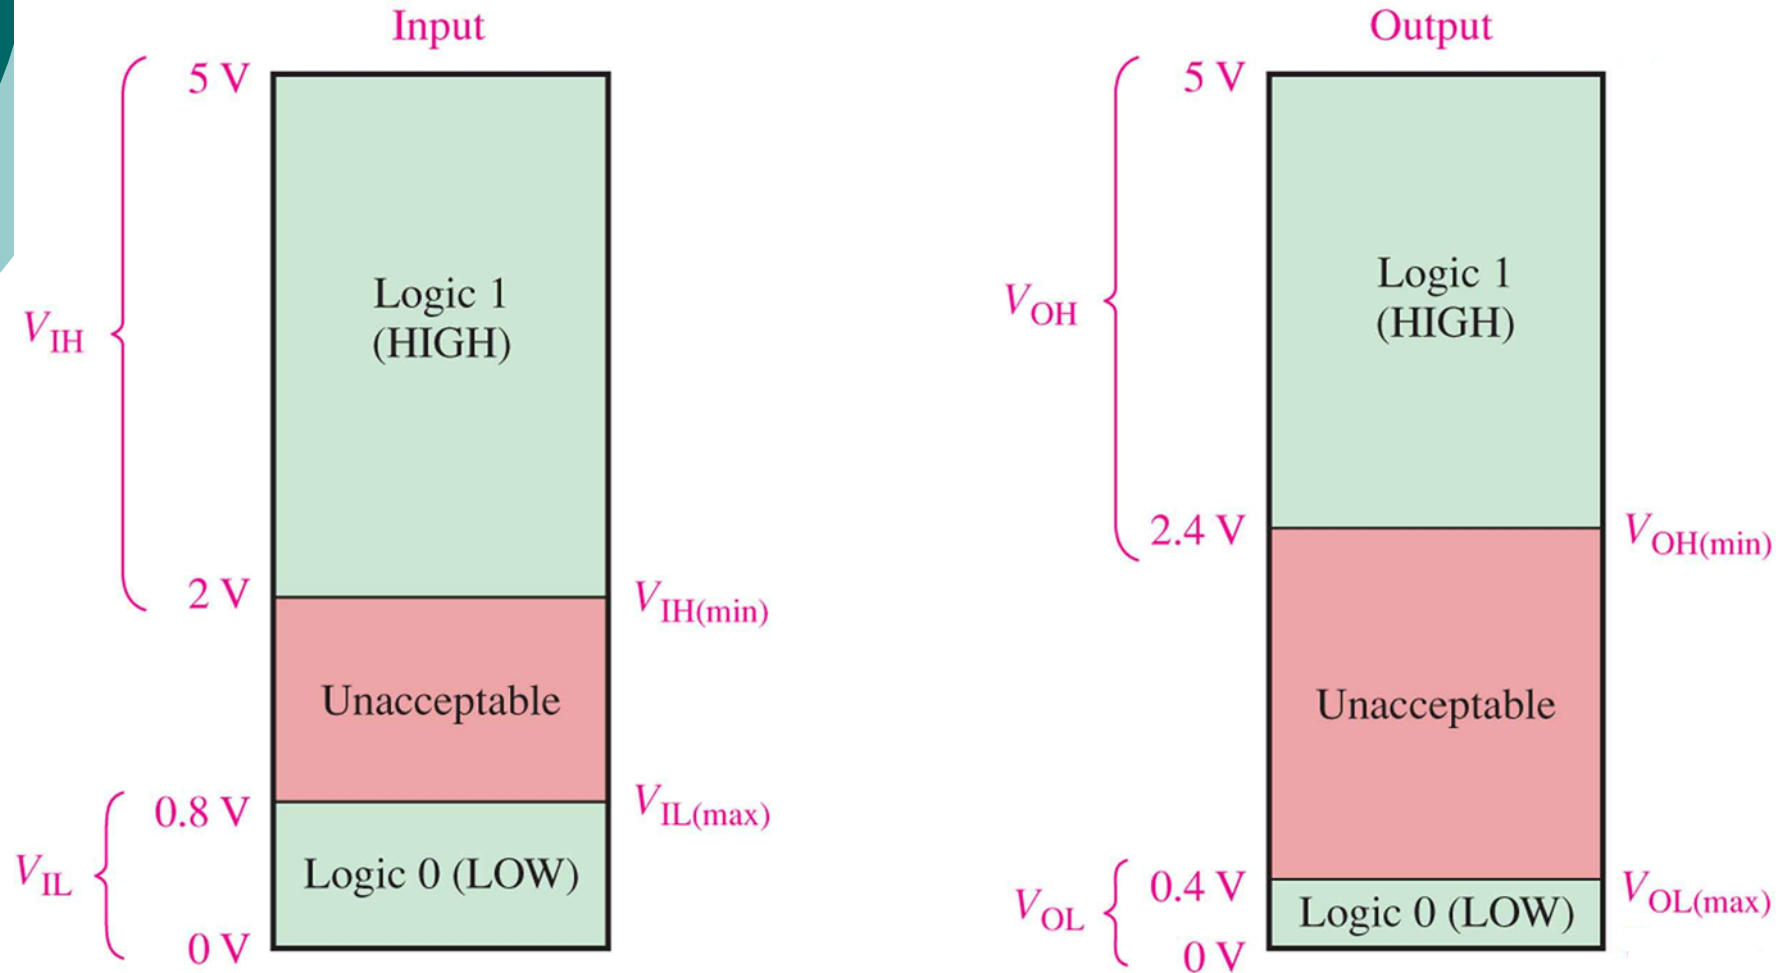 Input
5 V
Logic 1
(HIGH)
V_IH
2 V
V_IH(min)
Unacceptable
0.8 V
V_IL(max)
V_IL
Logic 0 (LOW)
0 V
Output
5 V
Logic 1
(HIGH)
V_OH
2.4 V
V_OH(min)
Unacceptable
0.4 V
V_OL(max)
V_OL
Logic 0 (LOW)
0 V